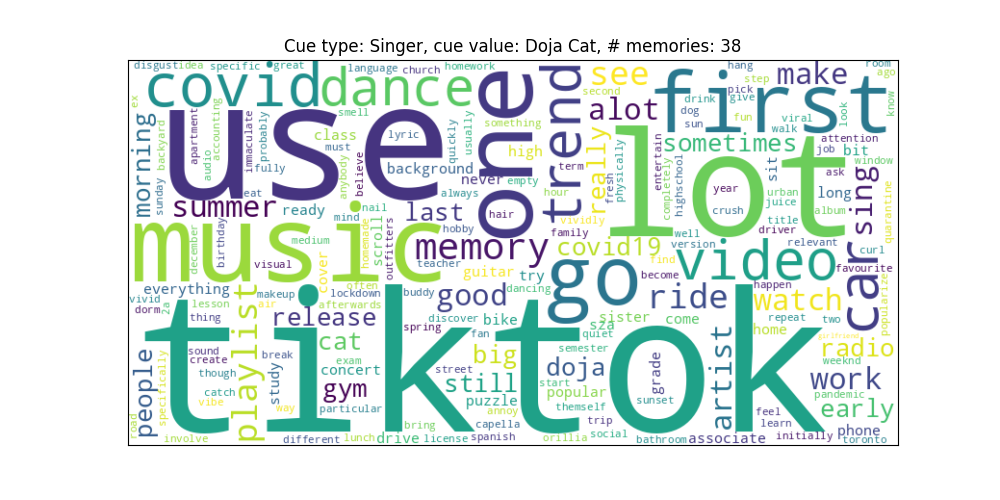 Cue type: Singer, cue value: Doja Cat, # memories: 38
disgust idea specific great language church homework hang room
covid dance one trend see make ago
ex second step pick drink give fun viral look know
morning backyard sunday use apartment audio accounting immaculate probably fully smell class must anybody believe lyric quickly usually something high alot first
dog sun walk attention
background never always empty term ask really fresh physically entertain sometimes completely highschool hour sit job bit window
summer eat ready mind nail last hair vividly family lot year crush urban juice title driver long album sing quarantine
music december birthday visual medium homemade scroll hobby outfitters memory teacher guitar covid19 try find well version relevant curl car
cover often go dancing become video favourite
everything vivid dorm 2a lesson makeup air lockdown afterwards buddy good ride happen watch popularize
thing playlist release discover bike spring fan quiet sza sister come repeat two home
people sound create though cat break exam concert street big semester doja grade artist weeknd girlfriend radio
specifically catch vibe study gym particular still puzzle start popular themselves sunset work pandemic
tiktok
way annoy trip feel learn early
road involve different lunch bring drive license capella spanish orillia social bathroom associate initially phone toronto